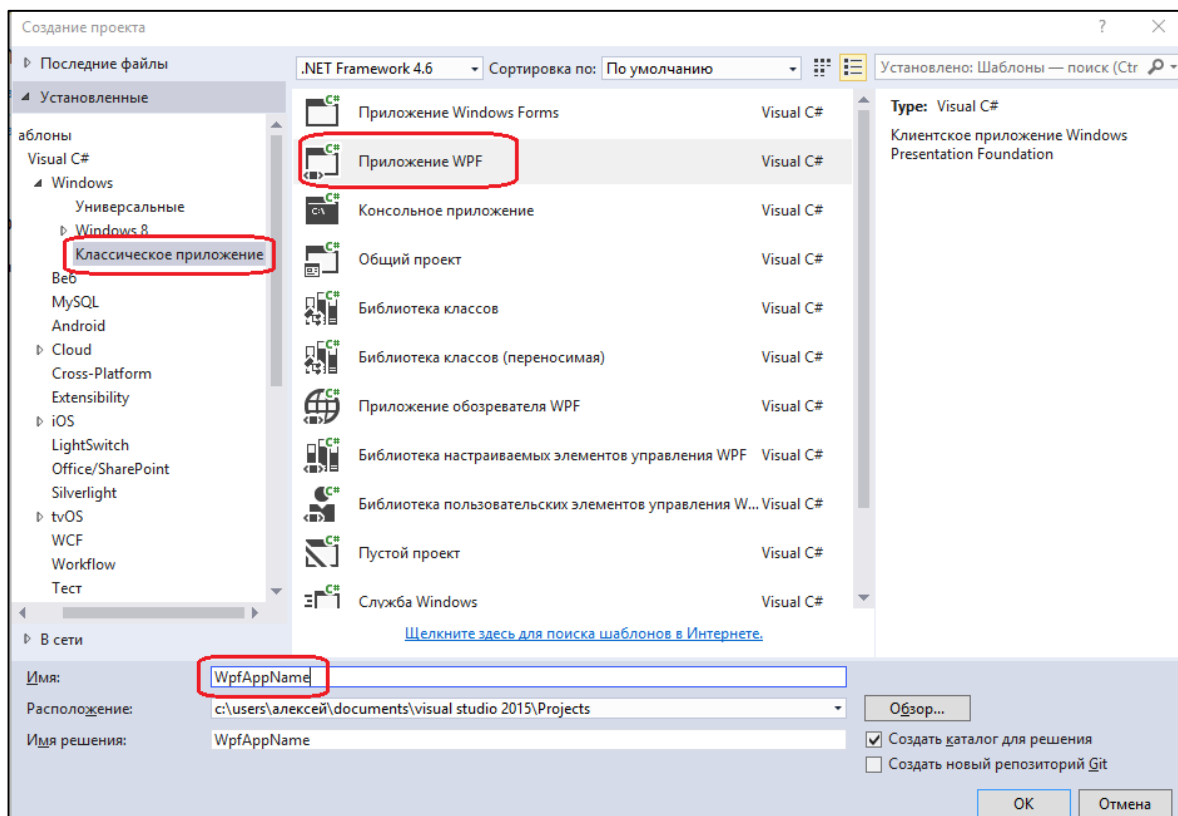 Создание проекта
?
Последние файлы
.NET Framework 4.6
Сортировка по:
По умолчанию
Установлено: Шаблоны — поиск (Ctr
Установленные
аблоны
Visual C#
Windows
Универсальные
Windows 8
Классическое приложение
Веб
MySQL
Android
Cloud
Cross-Platform
Extensibility
iOS
LightSwitch
Office/SharePoint
Silverlight
tvOS
WCF
Workflow
Тест
В сети
C# Приложение Windows Forms Visual C#
C# Приложение WPF Visual C#
C# Консольное приложение Visual C#
C# Общий проект Visual C#
C# Библиотека классов Visual C#
C# Библиотека классов (переносимая) Visual C#
C# Приложение обозревателя WPF Visual C#
C# Библиотека настраиваемых элементов управления WPF Visual C#
C# Библиотека пользовательских элементов управления W... Visual C#
C# Пустой проект Visual C#
C# Служба Windows Visual C#
Щелкните здесь для поиска шаблонов в Интернете.
Type: Visual C#
Клиентское приложение Windows
Presentation Foundation
Имя: WpfAppName
Расположение: c:\users\алексей\documents\visual studio 2015\Projects
Обзор...
Имя решения: WpfAppName
Создать каталог для решения
Создать новый репозиторий Git
OK
Отмена